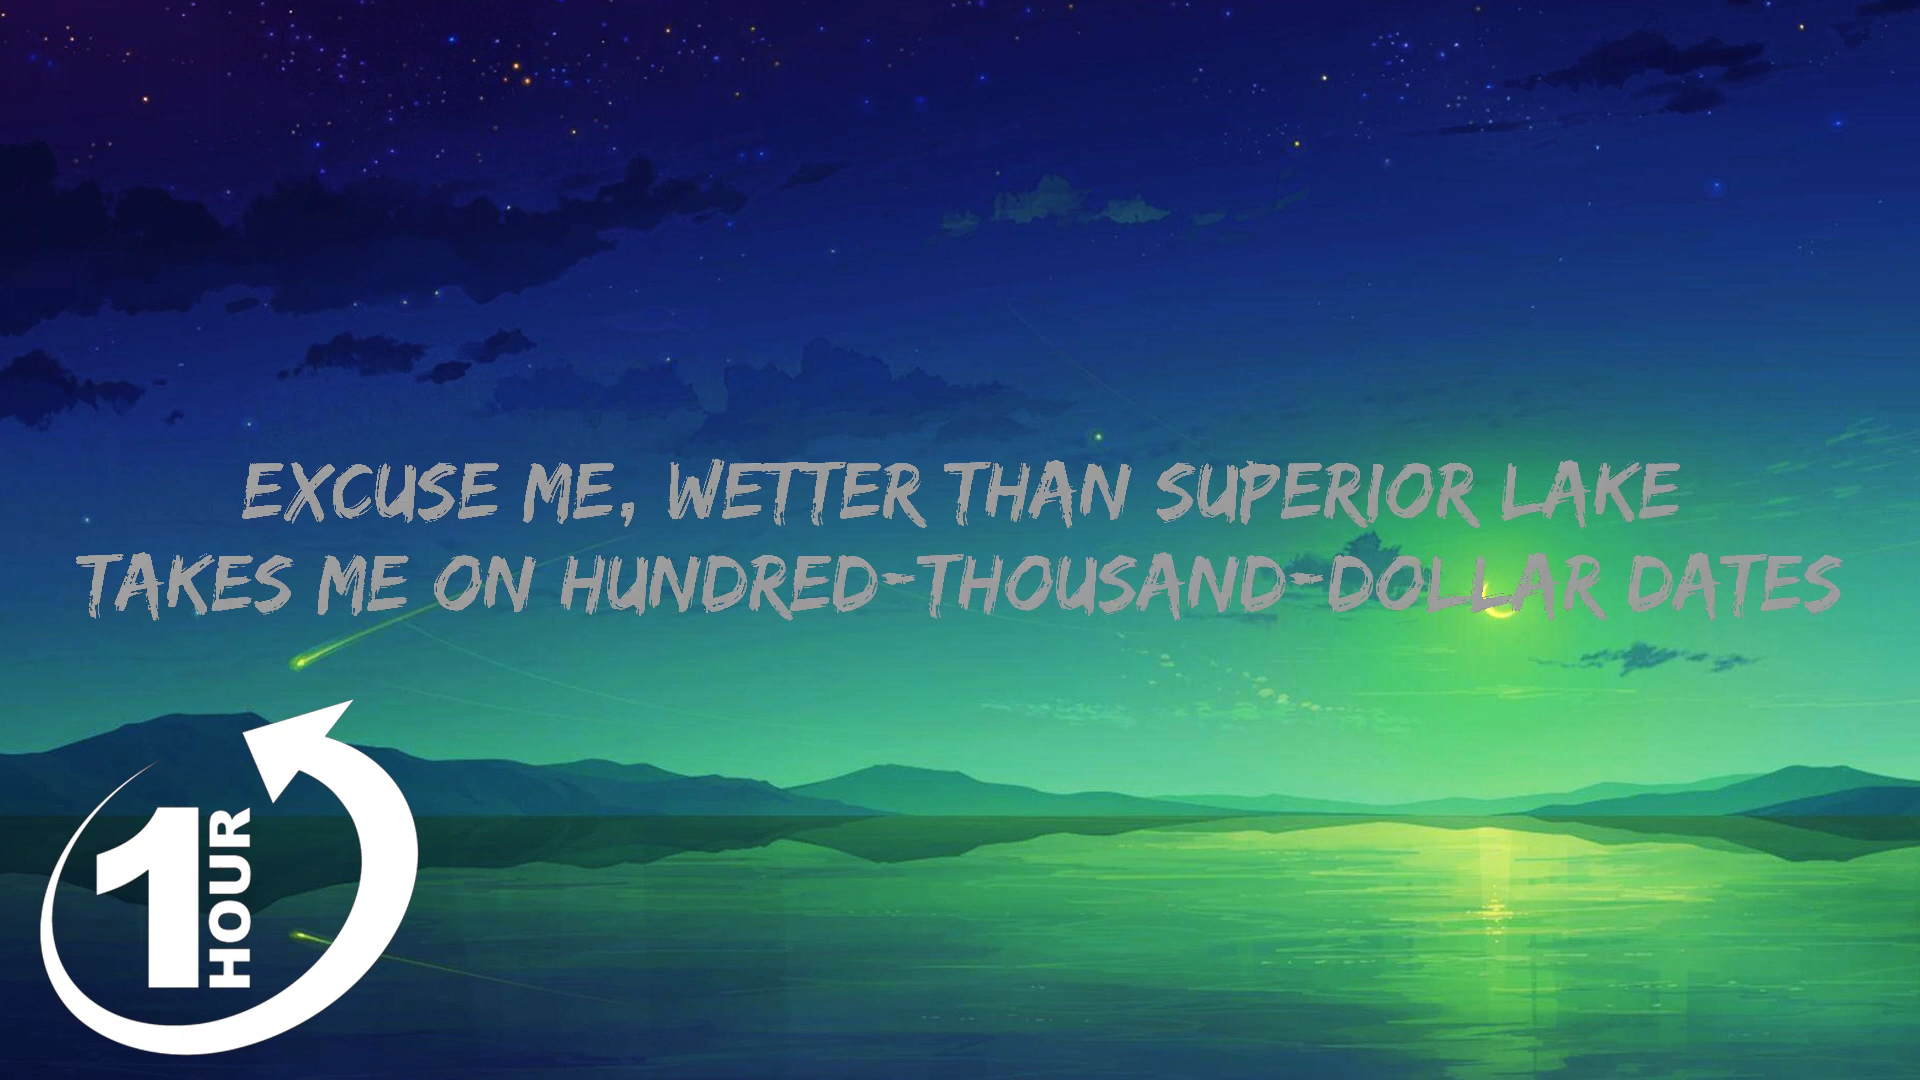 EXCUSE ME, WETTER THAN SUPERIOR LAKE
TAKES ME ON HUNDRED-THOUSAND-DOLLAR DATES
1 HOUR